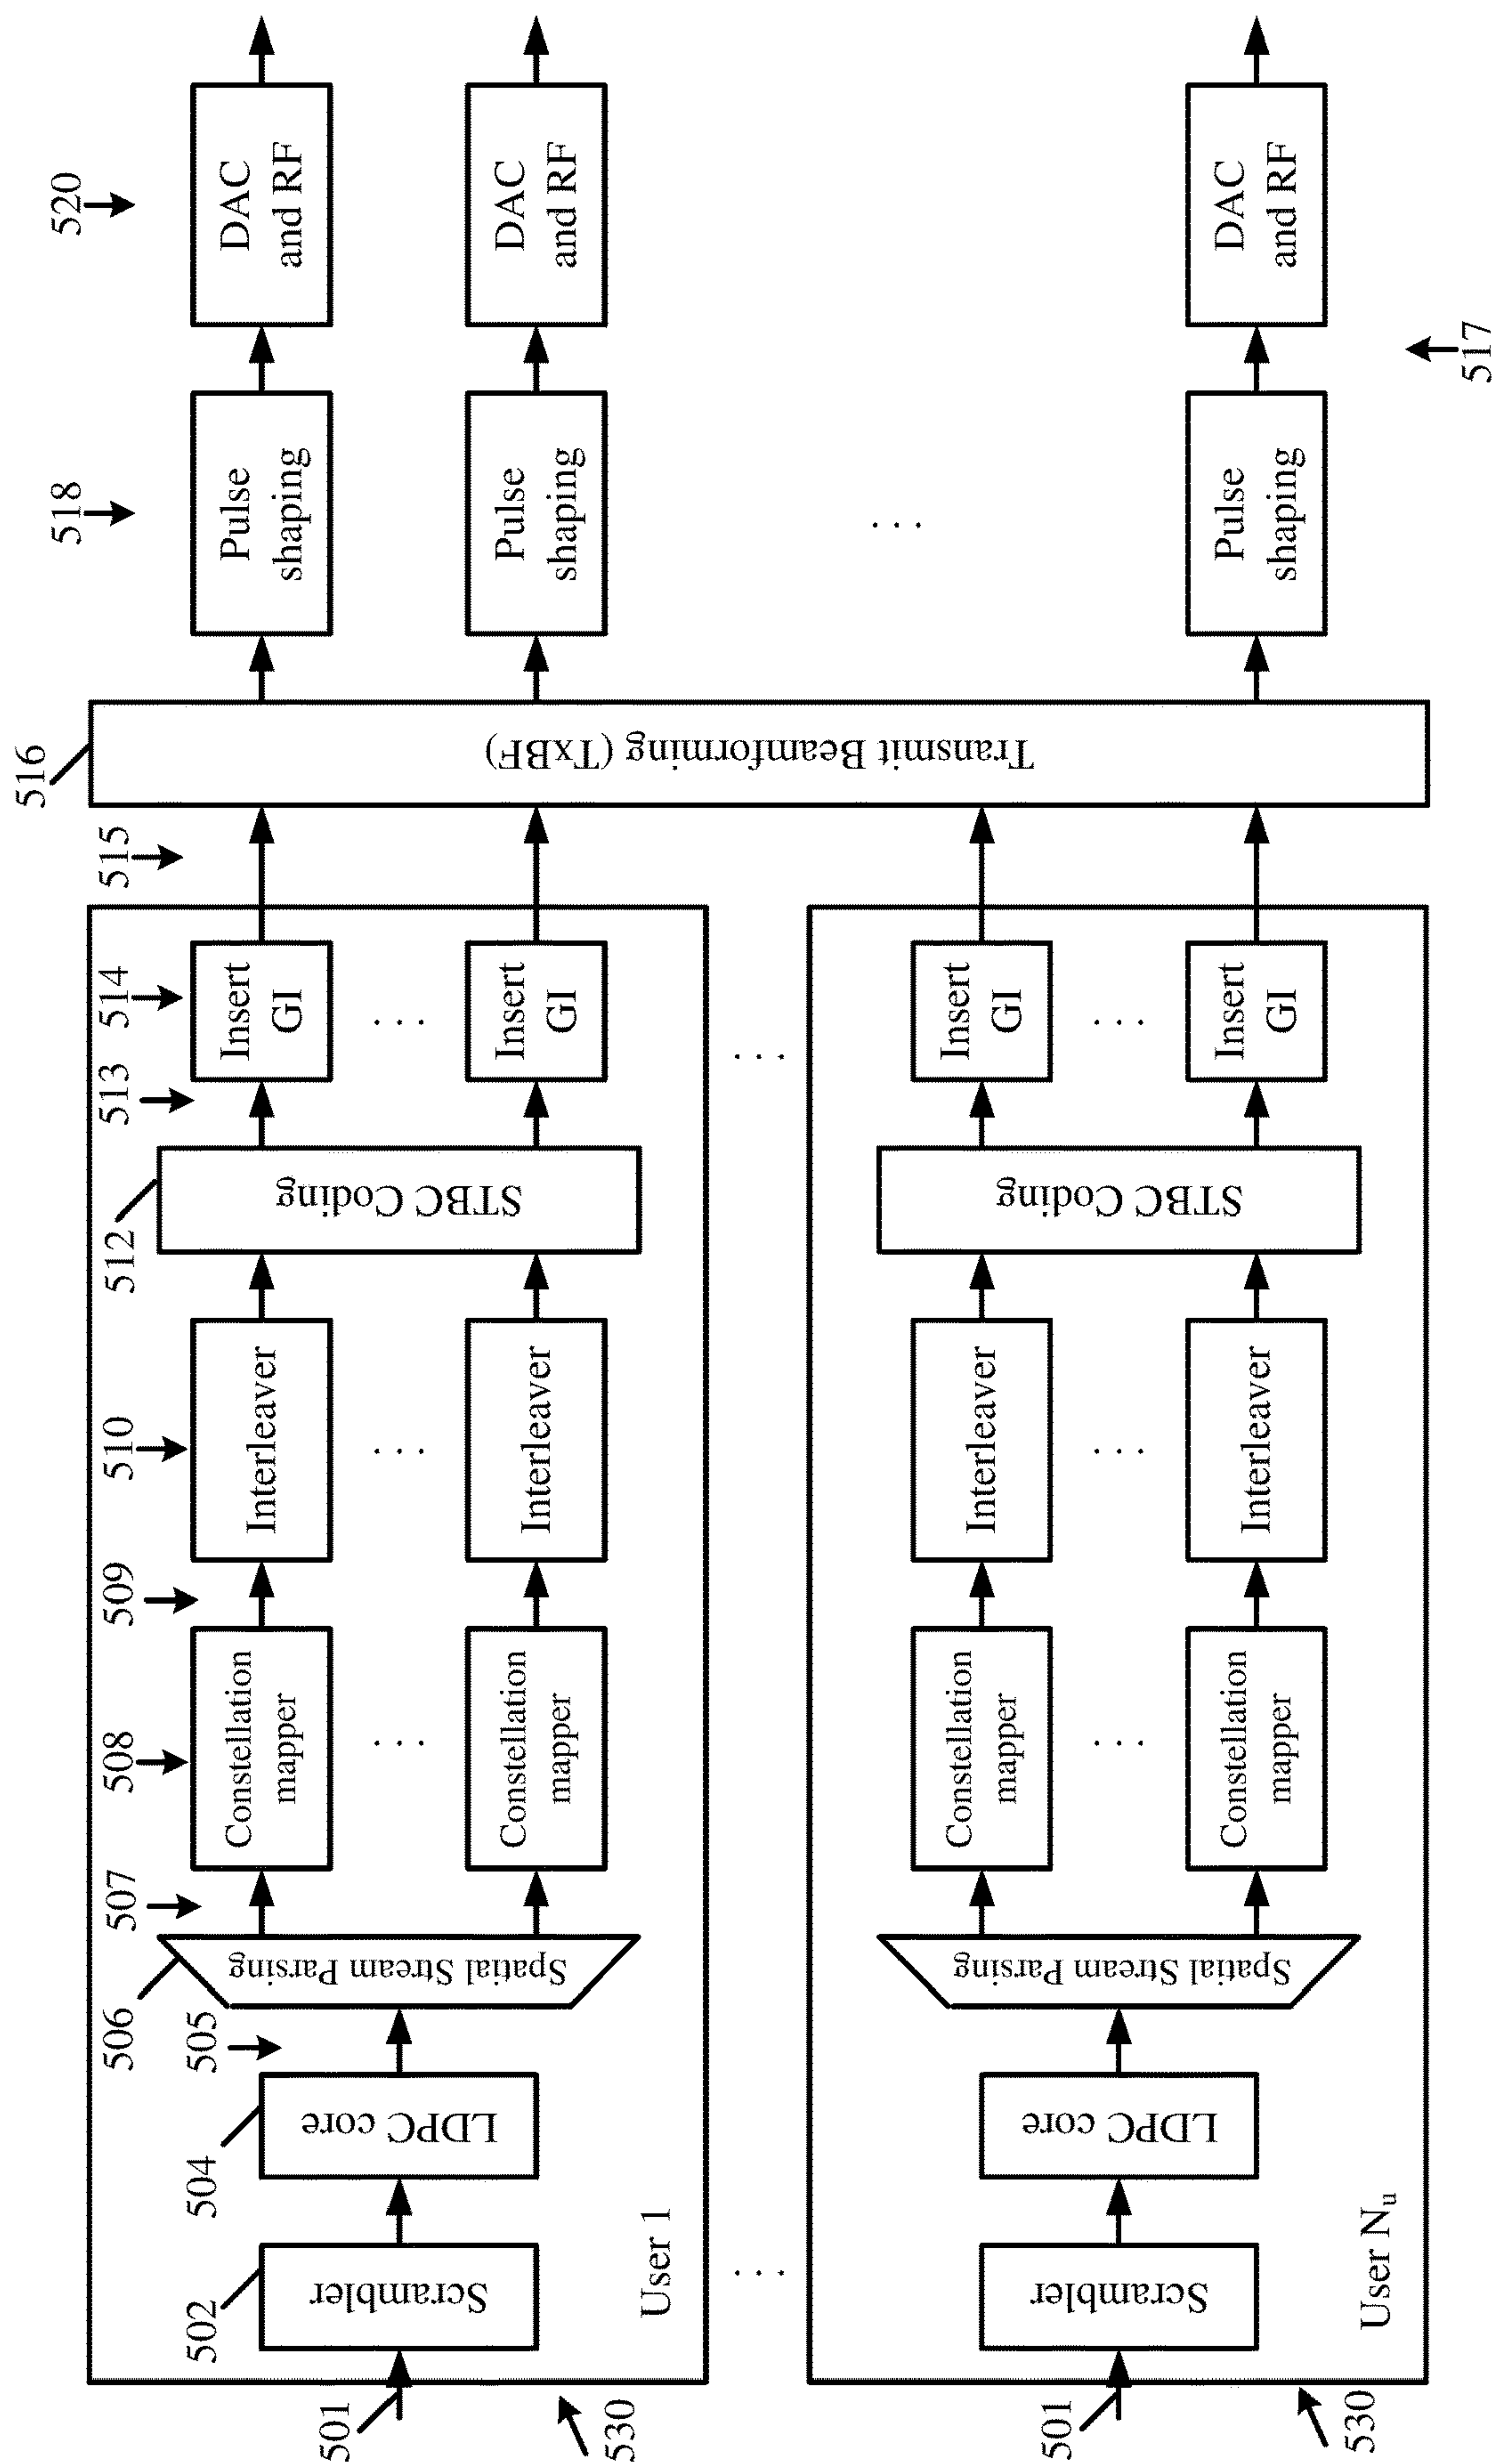 501
502
Scrambler
504
LDPC core
505
506
Spatial Stream Parsing
507
508
Constellation
mapper
. . .
Constellation
mapper
509
510
Interleaver
. . .
Interleaver
512
STBC Coding
513
514
Insert
GI
. . .
Insert
GI
User 1
530
. . .
. . .
501
Scrambler
LDPC core
Spatial Stream Parsing
Constellation
mapper
. . .
Constellation
mapper
Interleaver
. . .
Interleaver
STBC Coding
Insert
GI
. . .
Insert
GI
User Nu
530
515
516
Transmit Beamforming (TxBF)
518
Pulse
shaping
520
DAC
and RF
Pulse
shaping
DAC
and RF
. . .
Pulse
shaping
DAC
and RF
517